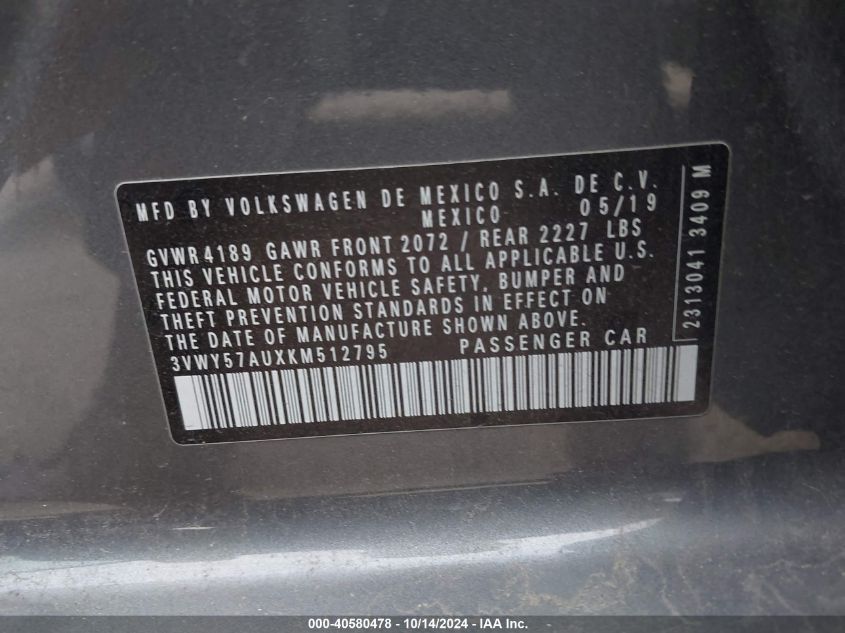 MFD BY VOLKSWAGEN DE MEXICO S.A. DE C.V.
MEXICO 05/19
GVWR4189 GAWR FRONT 2072 / REAR 2227 LBS
THIS VEHICLE CONFORMS TO ALL APPLICABLE U.S.
FEDERAL MOTOR VEHICLE SAFETY, BUMPER AND
THEFT PREVENTION STANDARDS IN EFFECT ON
THE DATE OF MANUFACTURE SHOWN ABOVE.
3VWY57AUXKM512795 PASSENGER CAR
2313041 3409 M
000-40580478 - 10/14/2024 - IAA Inc.